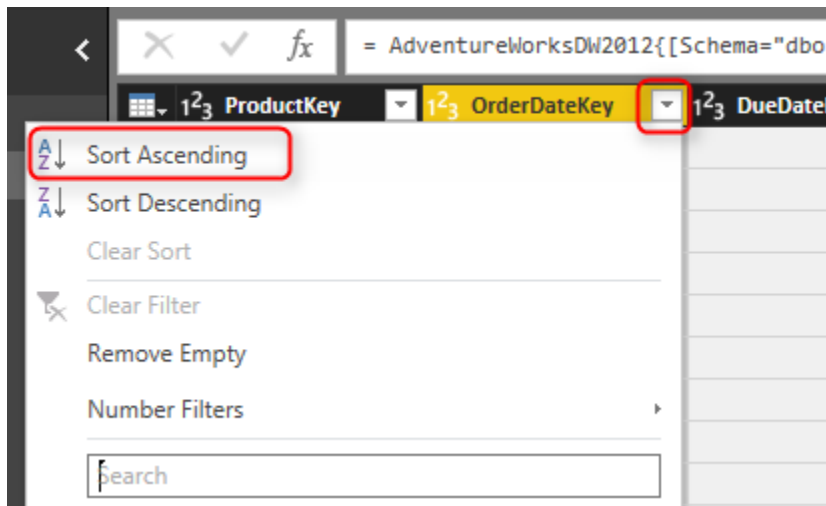 fx = AdventureWorksDW2012{[Schema="dbo
1²3 ProductKey 1²3 OrderDateKey 1²3 DueDate
A Z Sort Ascending
Z A Sort Descending
Clear Sort
Clear Filter
Remove Empty
Number Filters
Search